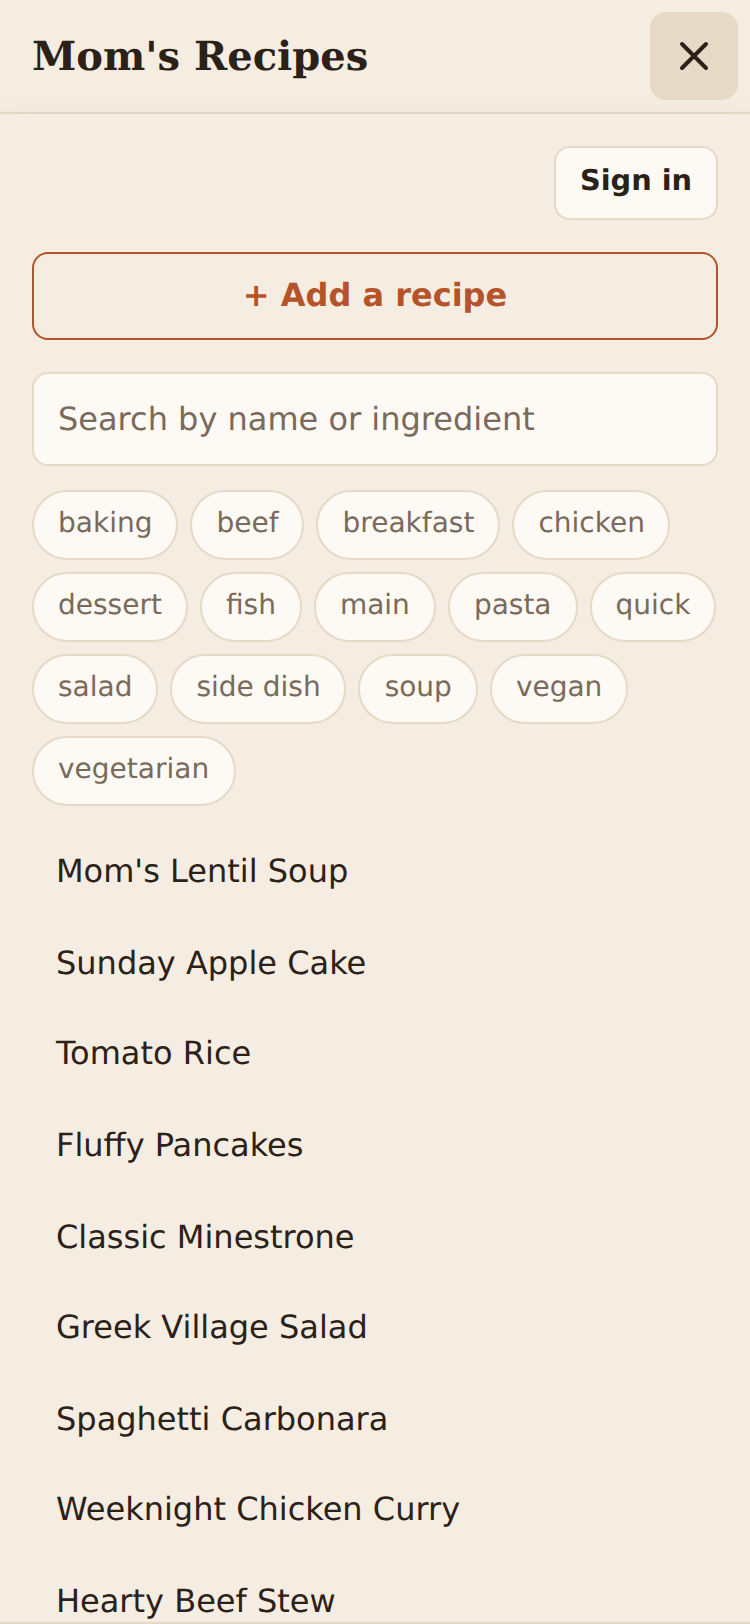 Mom's Recipes
Sign in
+ Add a recipe
Search by name or ingredient
baking beef breakfast chicken
dessert fish main pasta quick
salad side dish soup vegan
vegetarian
Mom's Lentil Soup
Sunday Apple Cake
Tomato Rice
Fluffy Pancakes
Classic Minestrone
Greek Village Salad
Spaghetti Carbonara
Weeknight Chicken Curry
Hearty Beef Stew